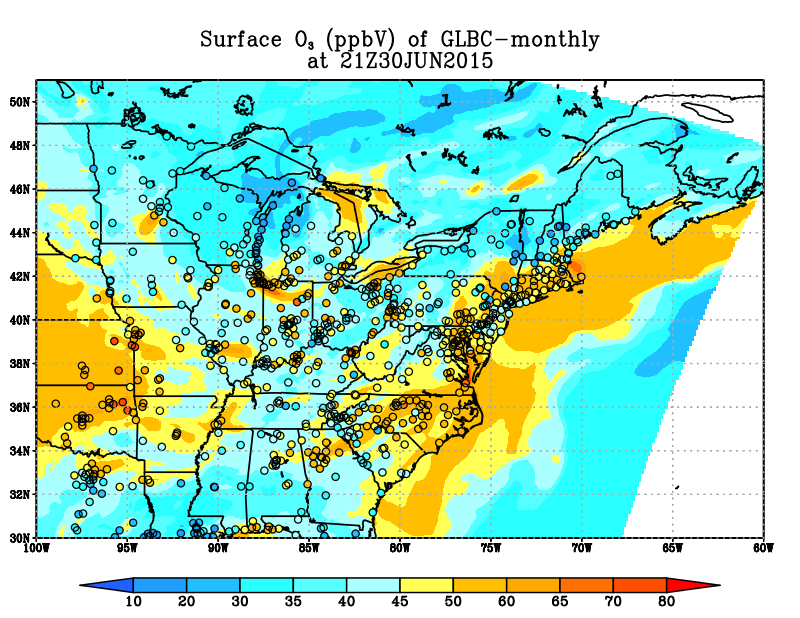 Surface O₃ (ppbV) of GLBC−monthly
at 21Z30JUN2015
50N
48N
46N
44N
42N
40N
38N
36N
34N
32N
30N
100W 95W 90W 85W 80W 75W 70W 65W 60W
10 20 30 35 40 45 50 60 65 70 80